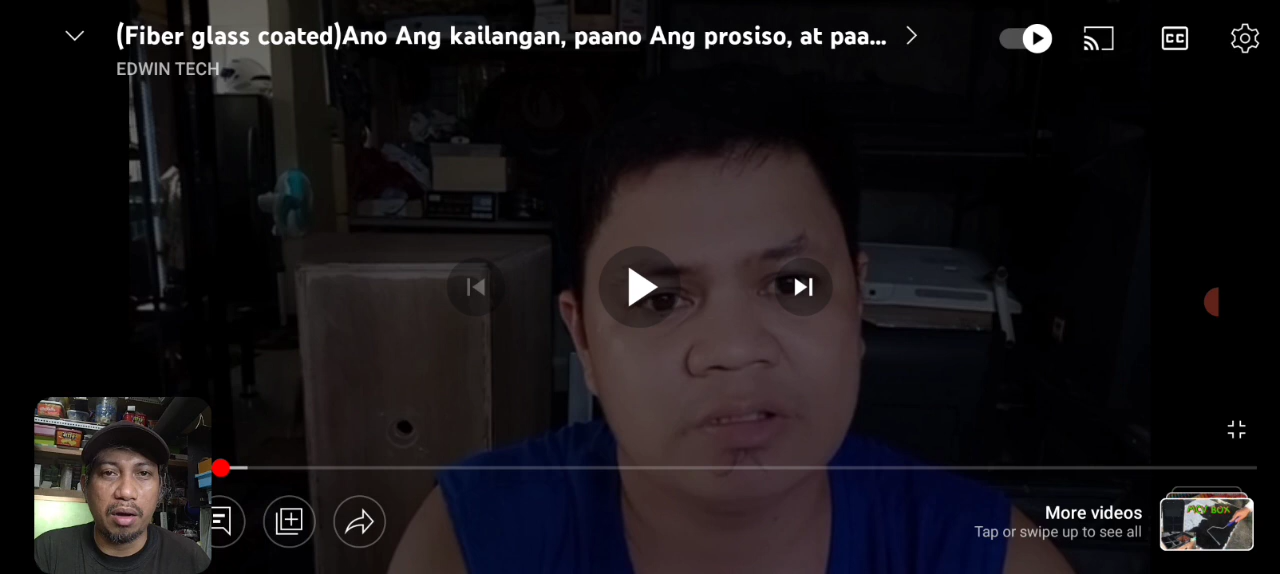 (Fiber glass coated)Ano Ang kailangan, paano Ang prosiso, at paa...
EDWIN TECH
CC
More videos
Tap or swipe up to see all